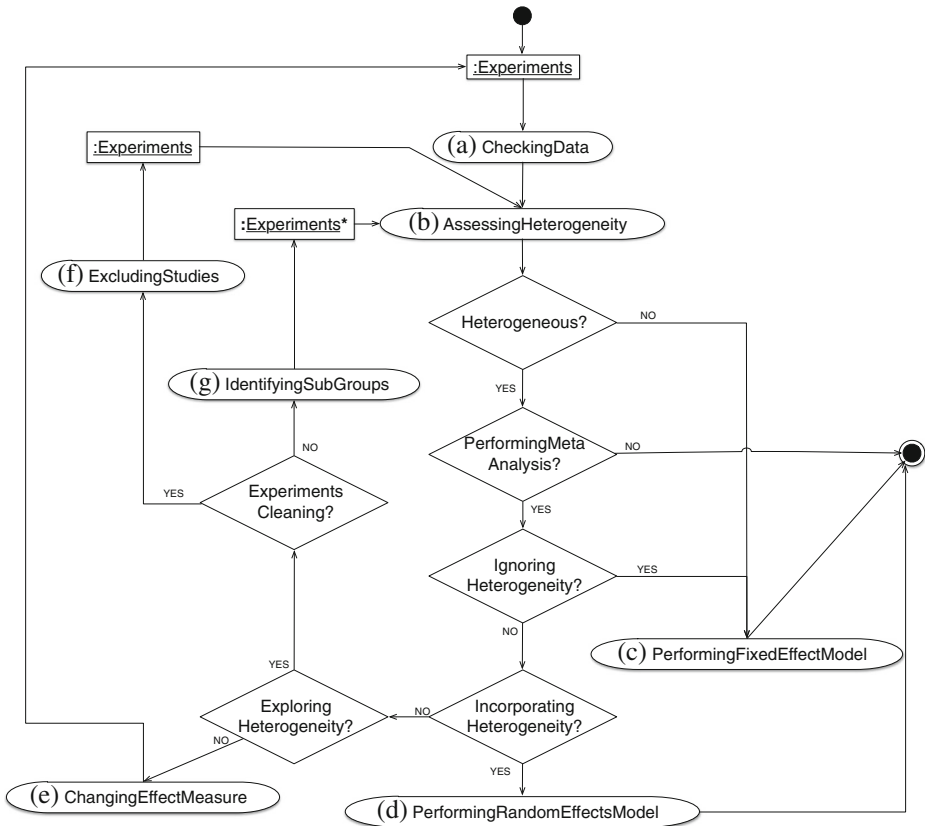 :Experiments
(a) CheckingData
:Experiments
:Experiments*
(b) AssessingHeterogeneity
(f) ExcludingStudies
Heterogeneous?
NO
YES
(g) IdentifyingSubGroups
PerformingMeta
Analysis?
NO
YES
NO
YES
Experiments
Cleaning?
Ignoring
Heterogeneity?
YES
NO
(c) PerformingFixedEffectModel
YES
Exploring
Heterogeneity?
NO
NO
Incorporating
Heterogeneity?
YES
(e) ChangingEffectMeasure
(d) PerformingRandomEffectsModel